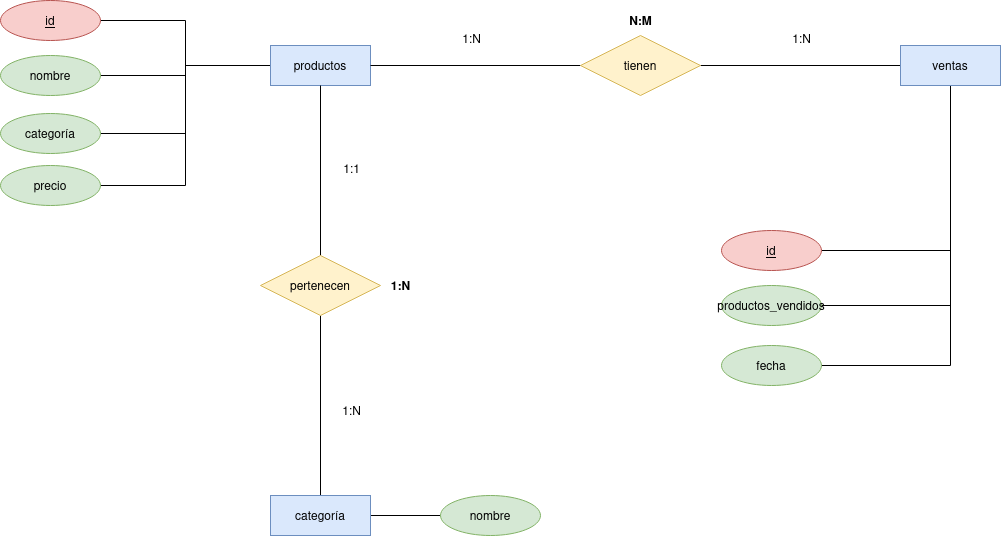 id
nombre
categoría
precio
productos
1:N
N:M
tienen
1:N
ventas
1:1
pertenecen
1:N
1:N
categoría
nombre
id
productos_vendidos
fecha